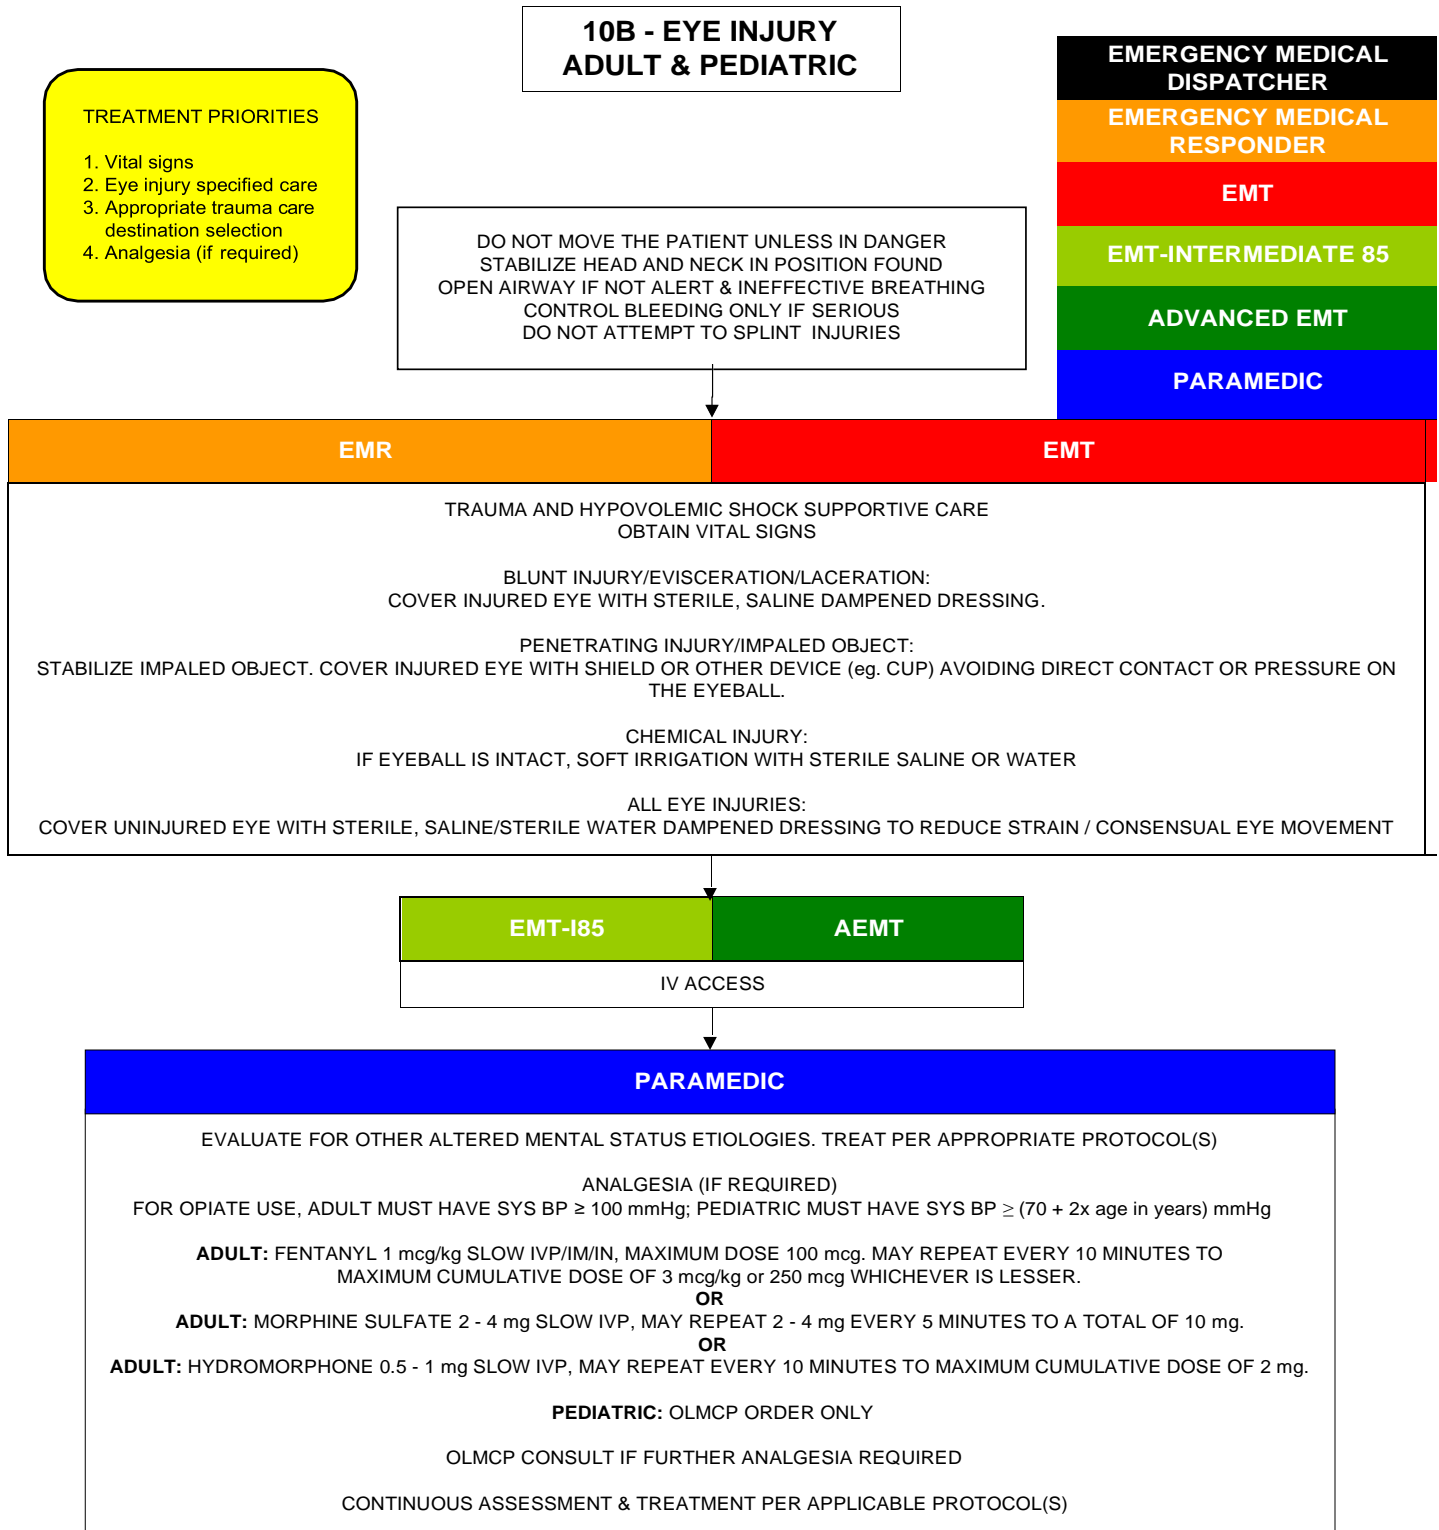 10B - EYE INJURY
ADULT & PEDIATRIC
TREATMENT PRIORITIES
1. Vital signs
2. Eye injury specified care
3. Appropriate trauma care
destination selection
4. Analgesia (if required)
EMERGENCY MEDICAL
DISPATCHER
EMERGENCY MEDICAL
RESPONDER
EMT
EMT-INTERMEDIATE 85
ADVANCED EMT
PARAMEDIC
DO NOT MOVE THE PATIENT UNLESS IN DANGER
STABILIZE HEAD AND NECK IN POSITION FOUND
OPEN AIRWAY IF NOT ALERT & INEFFECTIVE BREATHING
CONTROL BLEEDING ONLY IF SERIOUS
DO NOT ATTEMPT TO SPLINT INJURIES
EMR
EMT
TRAUMA AND HYPOVOLEMIC SHOCK SUPPORTIVE CARE
OBTAIN VITAL SIGNS
BLUNT INJURY/EVISCERATION/LACERATION:
COVER INJURED EYE WITH STERILE, SALINE DAMPENED DRESSING.
PENETRATING INJURY/IMPALED OBJECT:
STABILIZE IMPALED OBJECT. COVER INJURED EYE WITH SHIELD OR OTHER DEVICE (eg. CUP) AVOIDING DIRECT CONTACT OR PRESSURE ON
THE EYEBALL.
CHEMICAL INJURY:
IF EYEBALL IS INTACT, SOFT IRRIGATION WITH STERILE SALINE OR WATER
ALL EYE INJURIES:
COVER UNINJURED EYE WITH STERILE, SALINE/STERILE WATER DAMPENED DRESSING TO REDUCE STRAIN / CONSENSUAL EYE MOVEMENT
EMT-I85
AEMT
IV ACCESS
PARAMEDIC
EVALUATE FOR OTHER ALTERED MENTAL STATUS ETIOLOGIES. TREAT PER APPROPRIATE PROTOCOL(S)
ANALGESIA (IF REQUIRED)
FOR OPIATE USE, ADULT MUST HAVE SYS BP ≥ 100 mmHg; PEDIATRIC MUST HAVE SYS BP ≥ (70 + 2x age in years) mmHg
ADULT: FENTANYL 1 mcg/kg SLOW IVP/IM/IN, MAXIMUM DOSE 100 mcg. MAY REPEAT EVERY 10 MINUTES TO
MAXIMUM CUMULATIVE DOSE OF 3 mcg/kg or 250 mcg WHICHEVER IS LESSER.
OR
ADULT: MORPHINE SULFATE 2 - 4 mg SLOW IVP, MAY REPEAT 2 - 4 mg EVERY 5 MINUTES TO A TOTAL OF 10 mg.
OR
ADULT: HYDROMORPHONE 0.5 - 1 mg SLOW IVP, MAY REPEAT EVERY 10 MINUTES TO MAXIMUM CUMULATIVE DOSE OF 2 mg.
PEDIATRIC: OLMCP ORDER ONLY
OLMCP CONSULT IF FURTHER ANALGESIA REQUIRED
CONTINUOUS ASSESSMENT & TREATMENT PER APPLICABLE PROTOCOL(S)